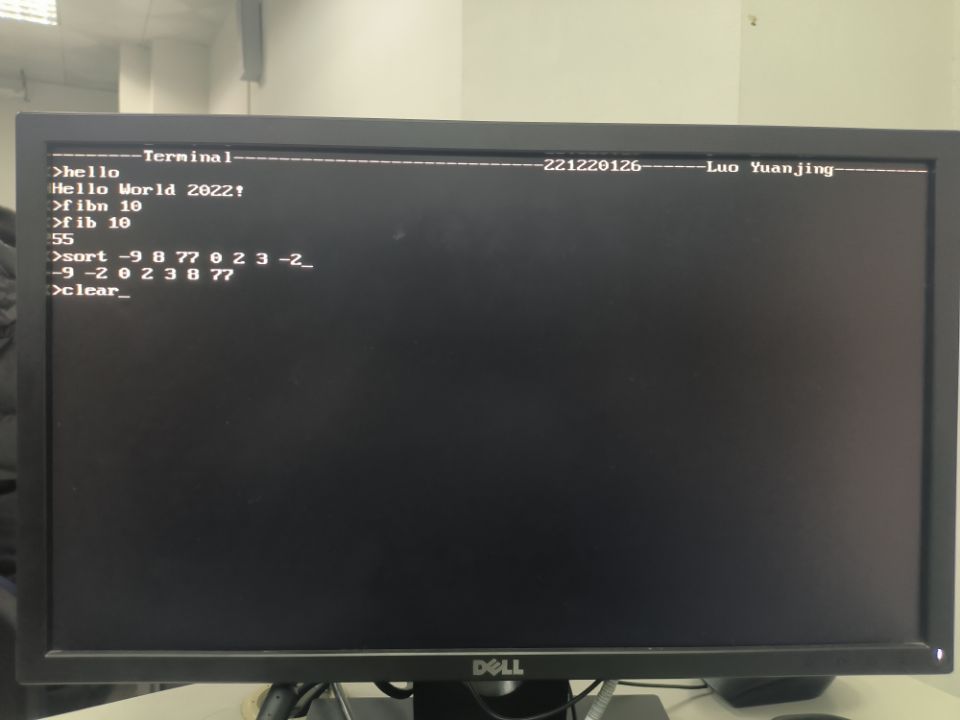 --------Terminal----------------------------221220126------Luo Yuanjing---------
>hello
Hello World 2022!
>fibn 10
>fib 10
55
>sort -9 8 77 0 2 3 -2_
-9 -2 0 2 3 8 77
>clear_
DELL